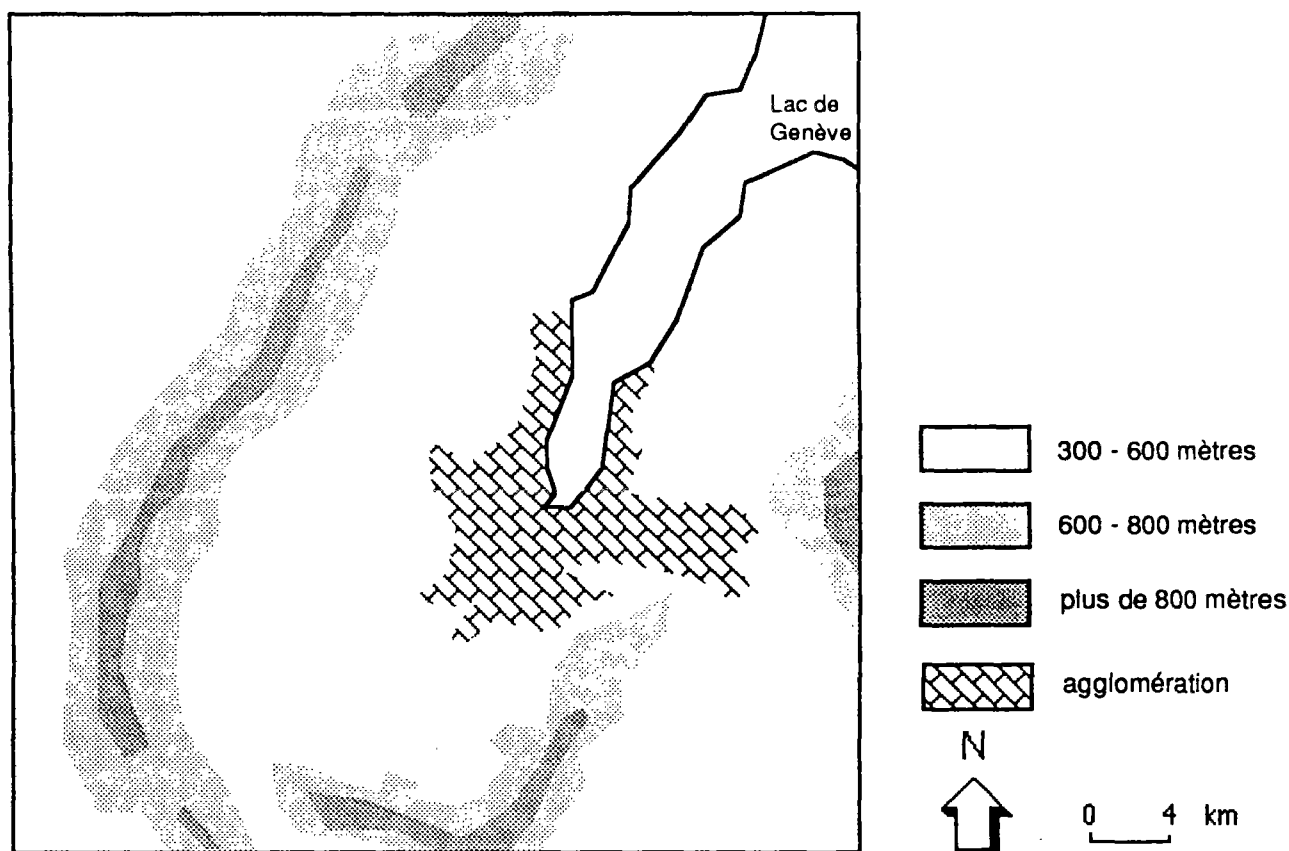 Lac de
Genève
300 - 600 mètres
600 - 800 mètres
plus de 800 mètres
agglomération
N
0 4 km